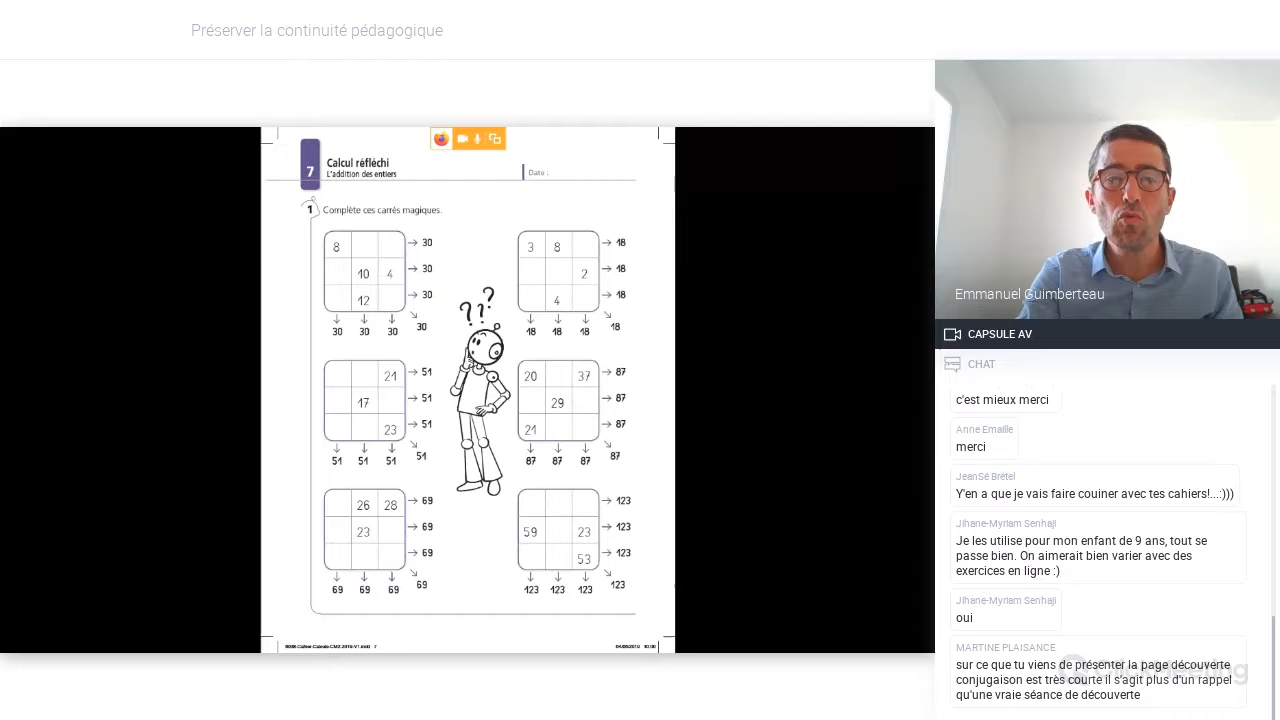 Préserver la continuité pédagogique
7
Calcul réfléchi
L'addition des entiers
Date :
1 Complète ces carrés magiques.
8 → 30
10 4 → 30
12 → 30
30 30 30 30
3 8 → 18
2 → 18
4 → 18
18 18 18 18
? ? ?
21 → 51
17 → 51
23 → 51
51 51 51 51
20 37 → 87
29 → 87
21 → 87
87 87 87 87
26 28 → 69
23 → 69
→ 69
69 69 69 69
→ 123
59 23 → 123
53 → 123
123 123 123 123
Emmanuel Guimberteau
CAPSULE AV
CHAT
c'est mieux merci
Anne Emaille
merci
JeanSé Brétel
Y'en a que je vais faire couiner avec tes cahiers!...:)))
Jihane-Myriam Senhaji
Je les utilise pour mon enfant de 9 ans, tout se
passe bien. On aimerait bien varier avec des
exercices en ligne :)
Jihane-Myriam Senhaji
oui
MARTINE PLAISANCE
sur ce que tu viens de présenter la page découverte
conjugaison est très courte il s'agit plus d'un rappel
qu'une vraie séance de découverte
ClickMeeting